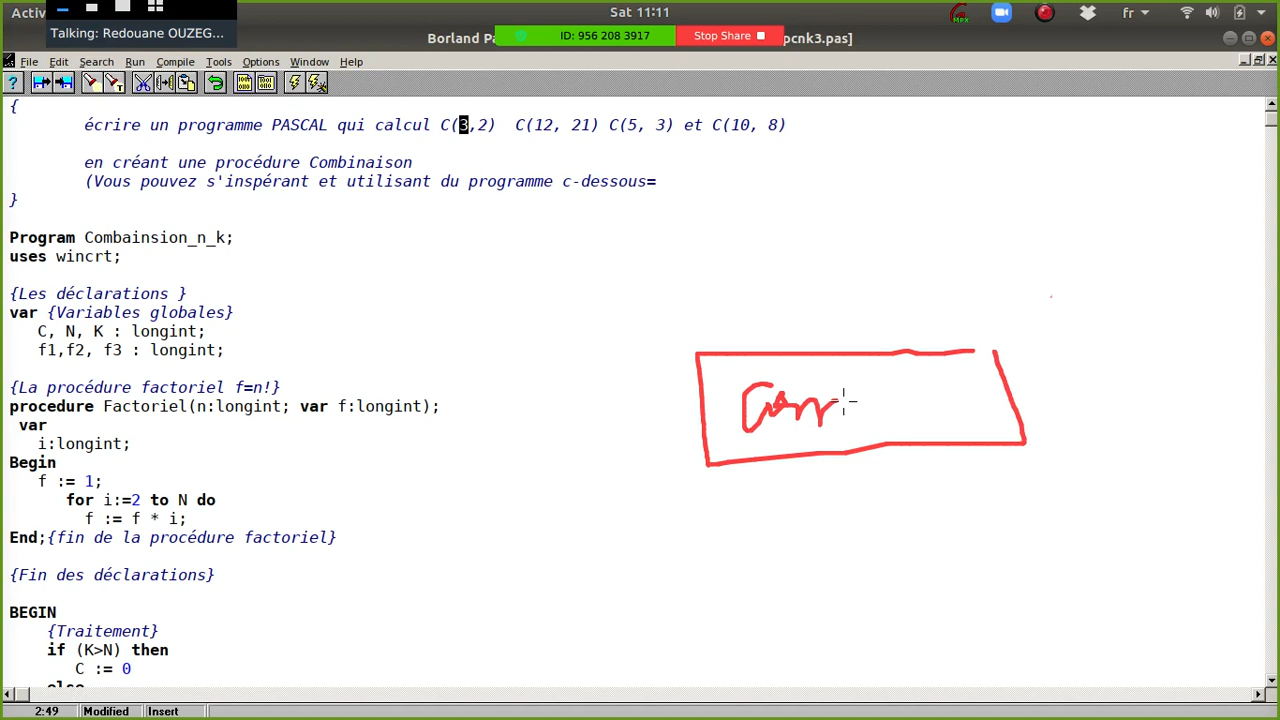 Activ
Sat 11:11
fr
MPX
Talking: Redouane OUZEG...
Borland Pa
ID: 956 208 3917
Stop Share
pcnk3.pas]
File Edit Search Run Compile Tools Options Window Help
{
écrire un programme PASCAL qui calcul C(3,2) C(12, 21) C(5, 3) et C(10, 8)
en créant une procédure Combinaison
(Vous pouvez s'inspérant et utilisant du programme c-dessous=
}
Program Combainsion_n_k;
uses wincrt;
{Les déclarations }
var {Variables globales}
C, N, K : longint;
f1,f2, f3 : longint;
{La procédure factoriel f=n!}
procedure Factoriel(n:longint; var f:longint);
var
i:longint;
Begin
f := 1;
for i:=2 to N do
f := f * i;
End;{fin de la procédure factoriel}
{Fin des déclarations}
BEGIN
{Traitement}
if (K>N) then
C := 0
else
2:49 Modified Insert